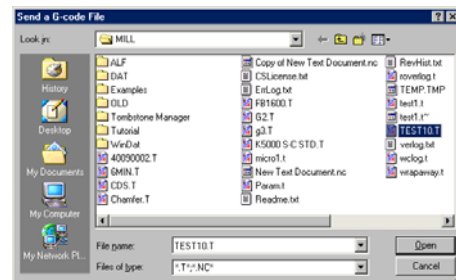 Send a G-code File
Look in:
MILL
History
Desktop
My Documents
My Computer
My Network Pl...
ALF
DAT
Examples
OLD
Tombstone Manager
Tutorial
WinDat
40090002.T
6MIN.T
CDS.T
Chamfer.T
Copy of New Text Document.nc
CSLicense.txt
ErrLog.txt
FB1600.T
G2.T
g3.T
K5000 S-C STD.T
micro1.t
New Text Document.nc
Param.t
Readme.txt
RevHist.txt
roverlog.t
TEMP.TMP
test1.t
test1.t~
TEST10.T
verlog.txt
wclog.t
wrapaway.t
File name:
TEST10.T
Open
Files of type:
*.T*;*.NC*
Cancel